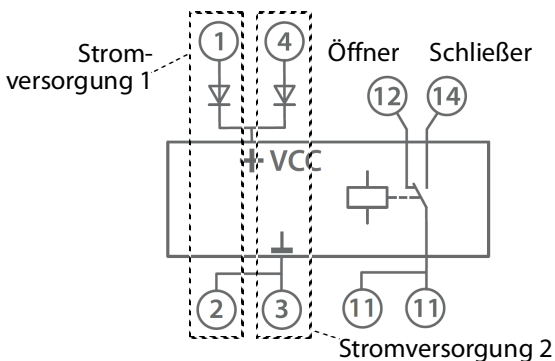 Strom-
versorgung 1
1
4
Öffner
Schließer
12
14
VCC
2
3
11
11
Stromversorgung 2